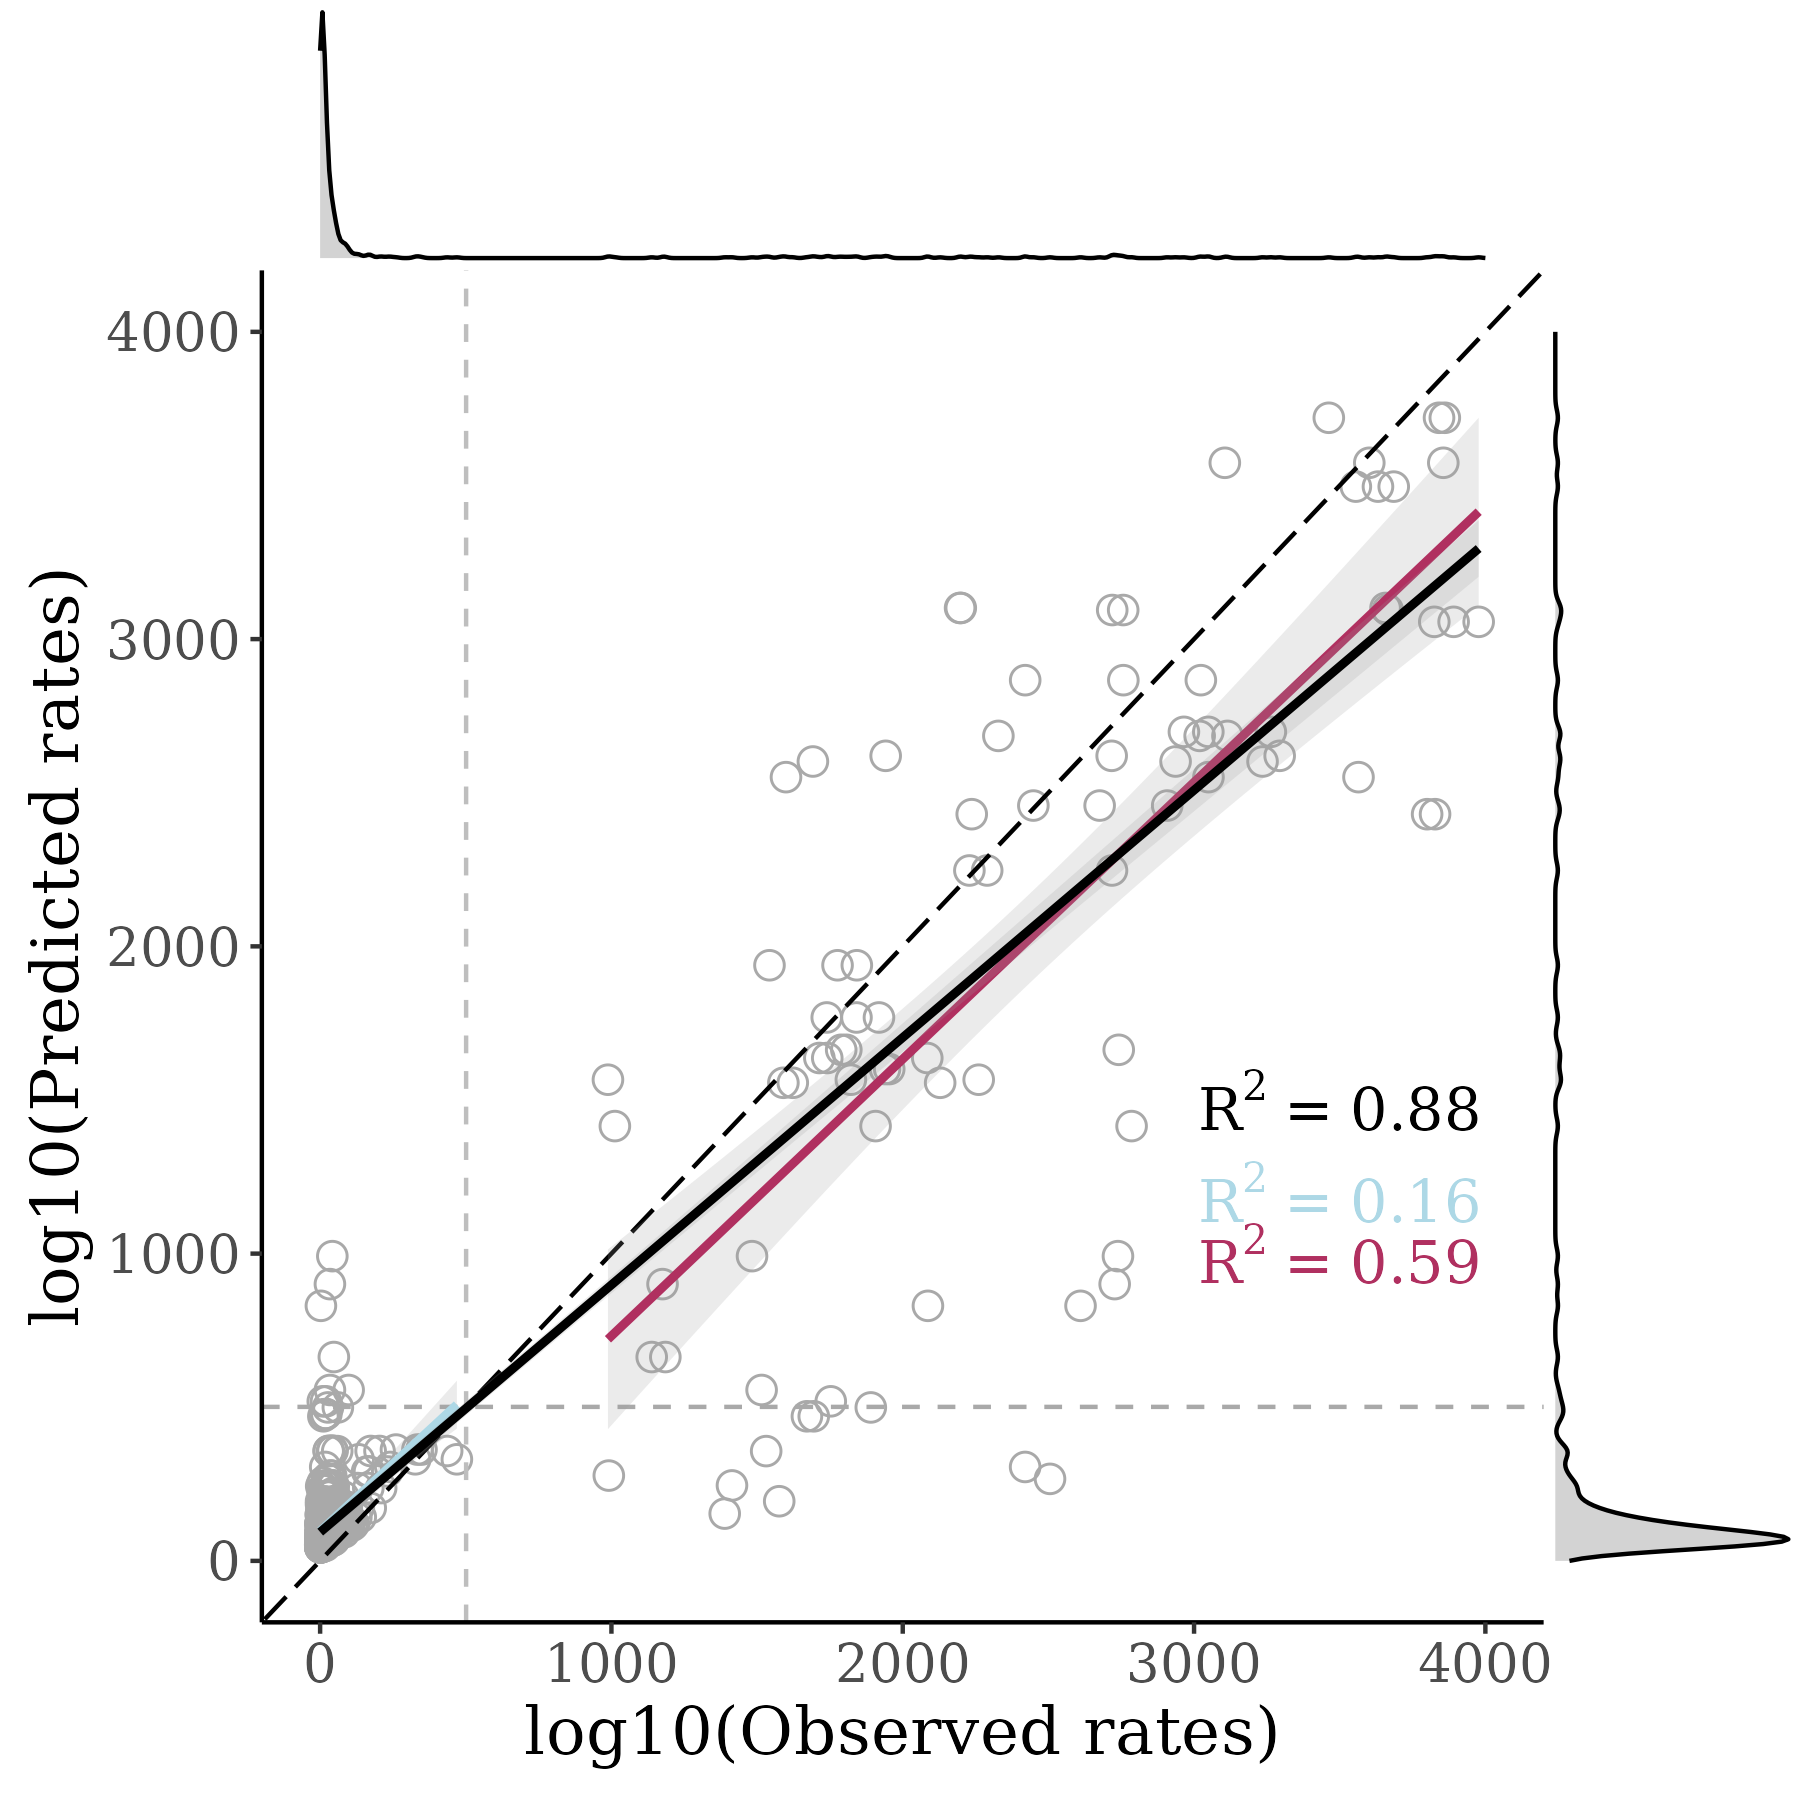 4000
3000
2000
1000
0
log10(Predicted rates)
R² = 0.88
R² = 0.16
R² = 0.59
0 1000 2000 3000 4000
log10(Observed rates)